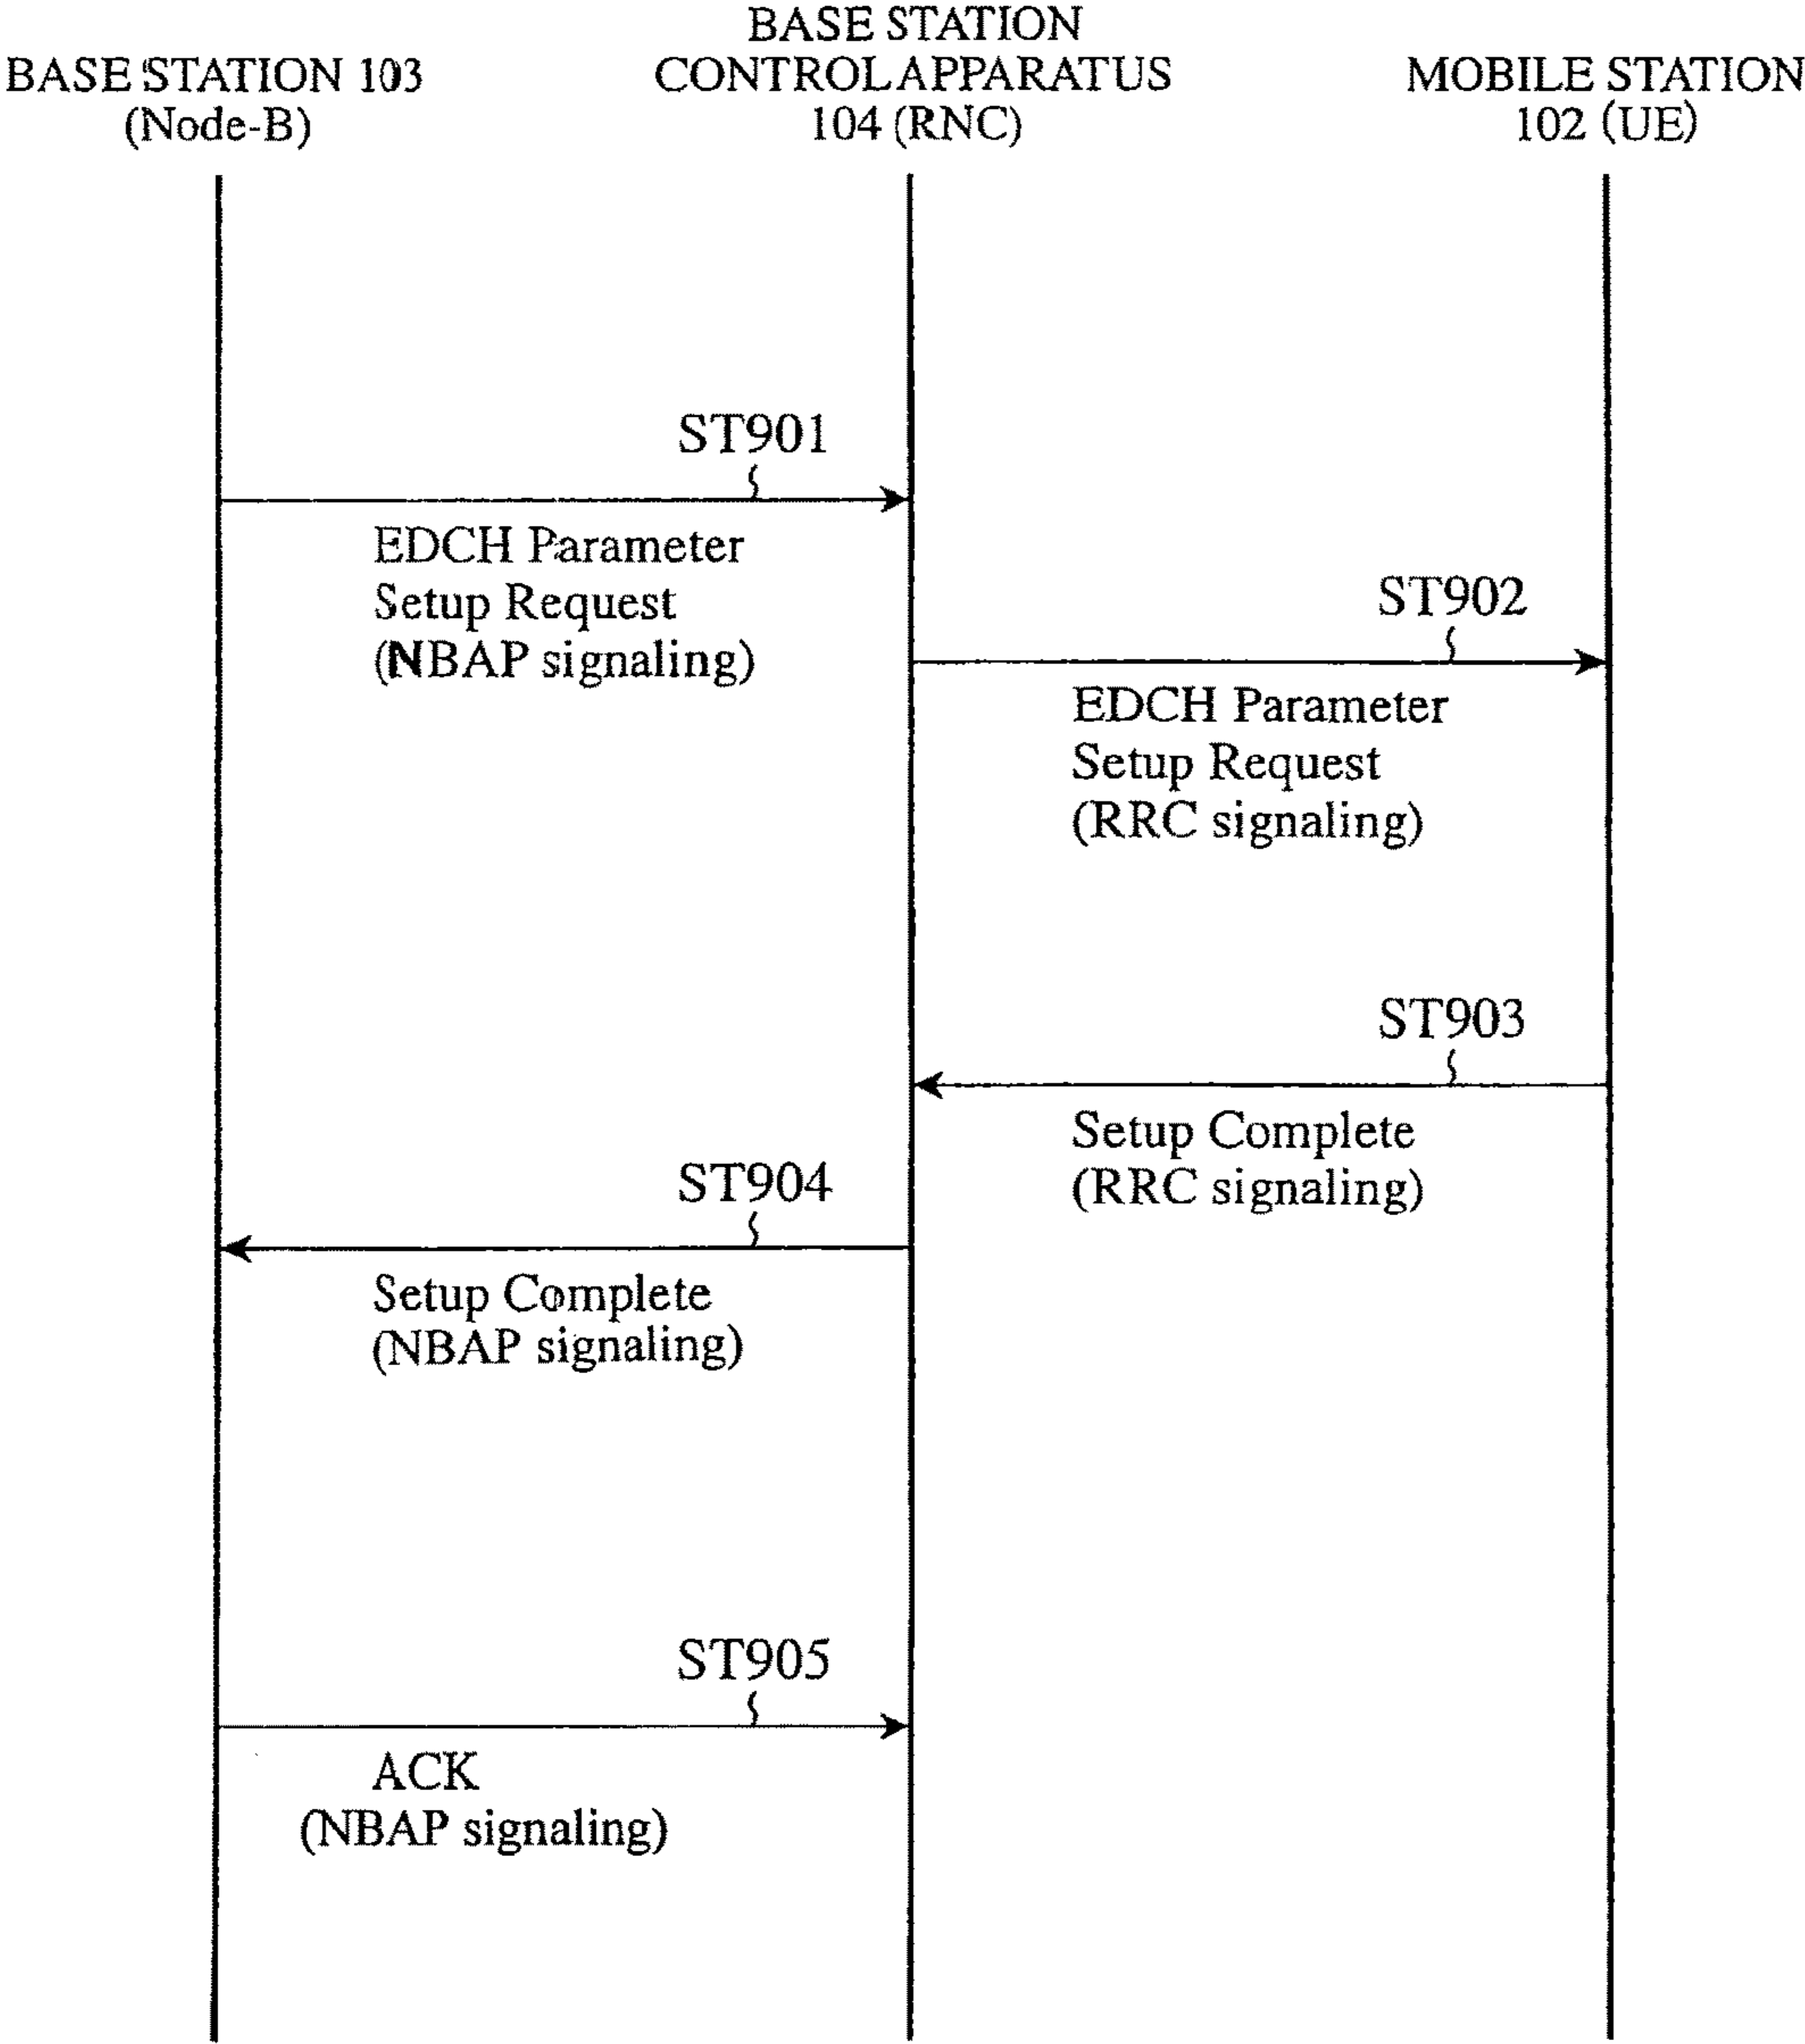 BASE STATION 103
(Node-B)
BASE STATION
CONTROL APPARATUS
104 (RNC)
MOBILE STATION
102 (UE)
ST901
EDCH Parameter
Setup Request
(NBAP signaling)
ST902
EDCH Parameter
Setup Request
(RRC signaling)
ST903
Setup Complete
(RRC signaling)
ST904
Setup Complete
(NBAP signaling)
ST905
ACK
(NBAP signaling)